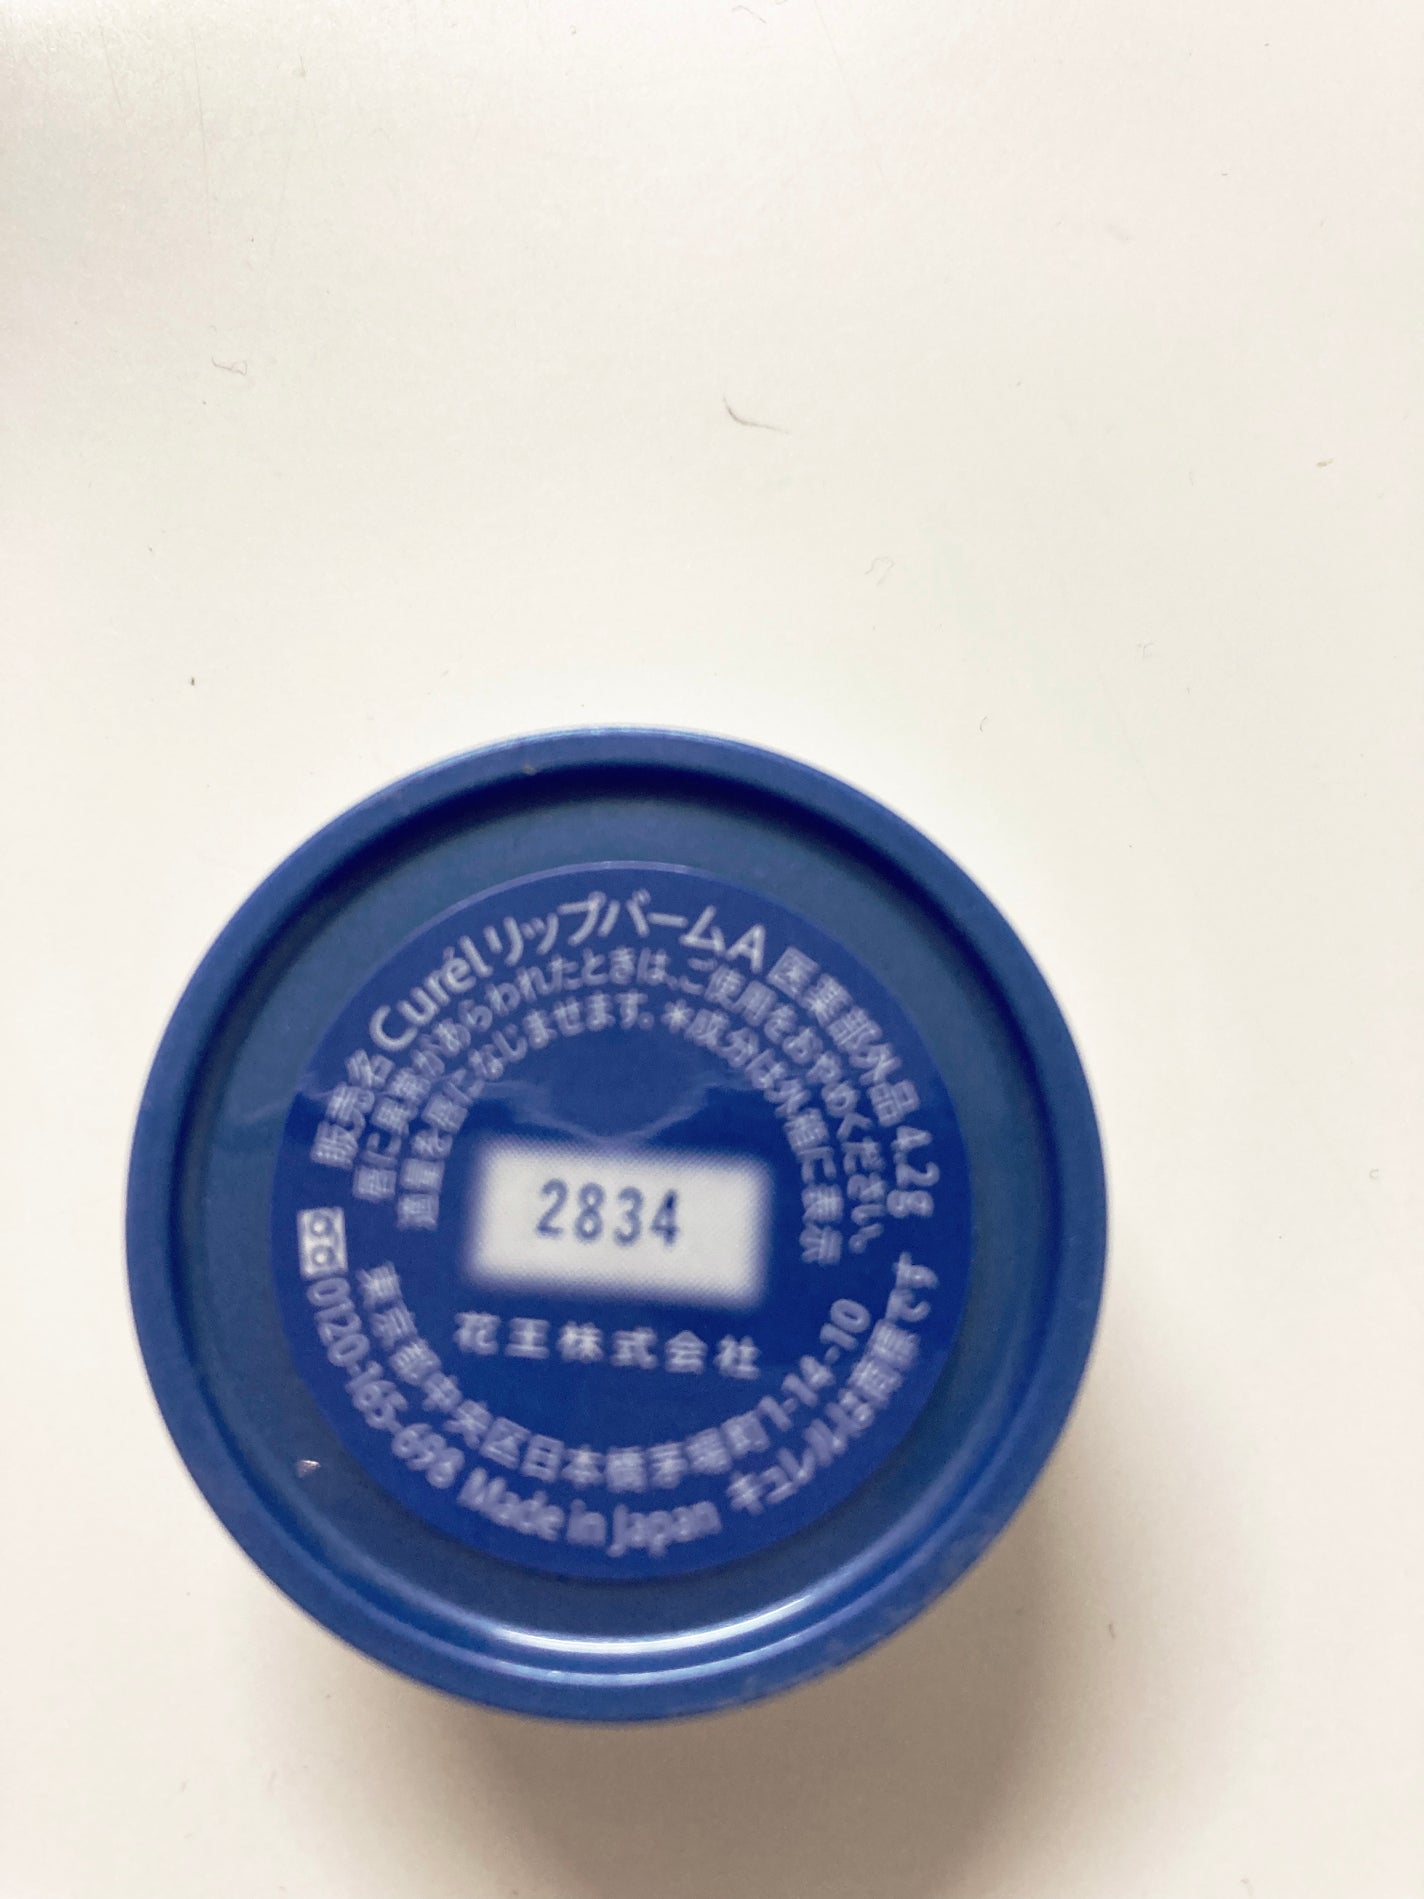 販売名 Curél リップバームA 医薬部外品 4.2g
唇に異常があらわれたときは、ご使用をおやめください。
適量を唇になじませます。*成分は外箱に表示
2834
花王株式会社
東京都中央区日本橋茅場町1-14-10
0120-165-698 Made in Japan キュレルは商標です